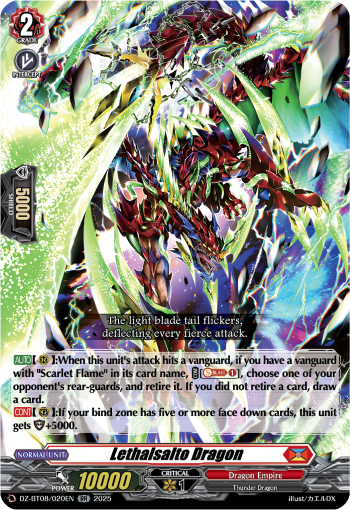 2
GRADE
INTERCEPT
5000
SHIELD
The light blade tail flickers,
deflecting every fierce attack.
AUTO【 】:When this unit's attack hits a vanguard, if you have a vanguard
with "Scarlet Flame" in its card name, [BLAST 1], choose one of your
opponent's rear-guards, and retire it. If you did not retire a card, draw
a card.
CONT【 】:If your bind zone has five or more face down cards, this unit
gets +5000.
NORMAL UNIT
Lethalsalto Dragon
POWER 10000
CRITICAL
1
Dragon Empire
Thunder Dragon
DZ-BT08/020EN RR 2025
illust/カエルDX